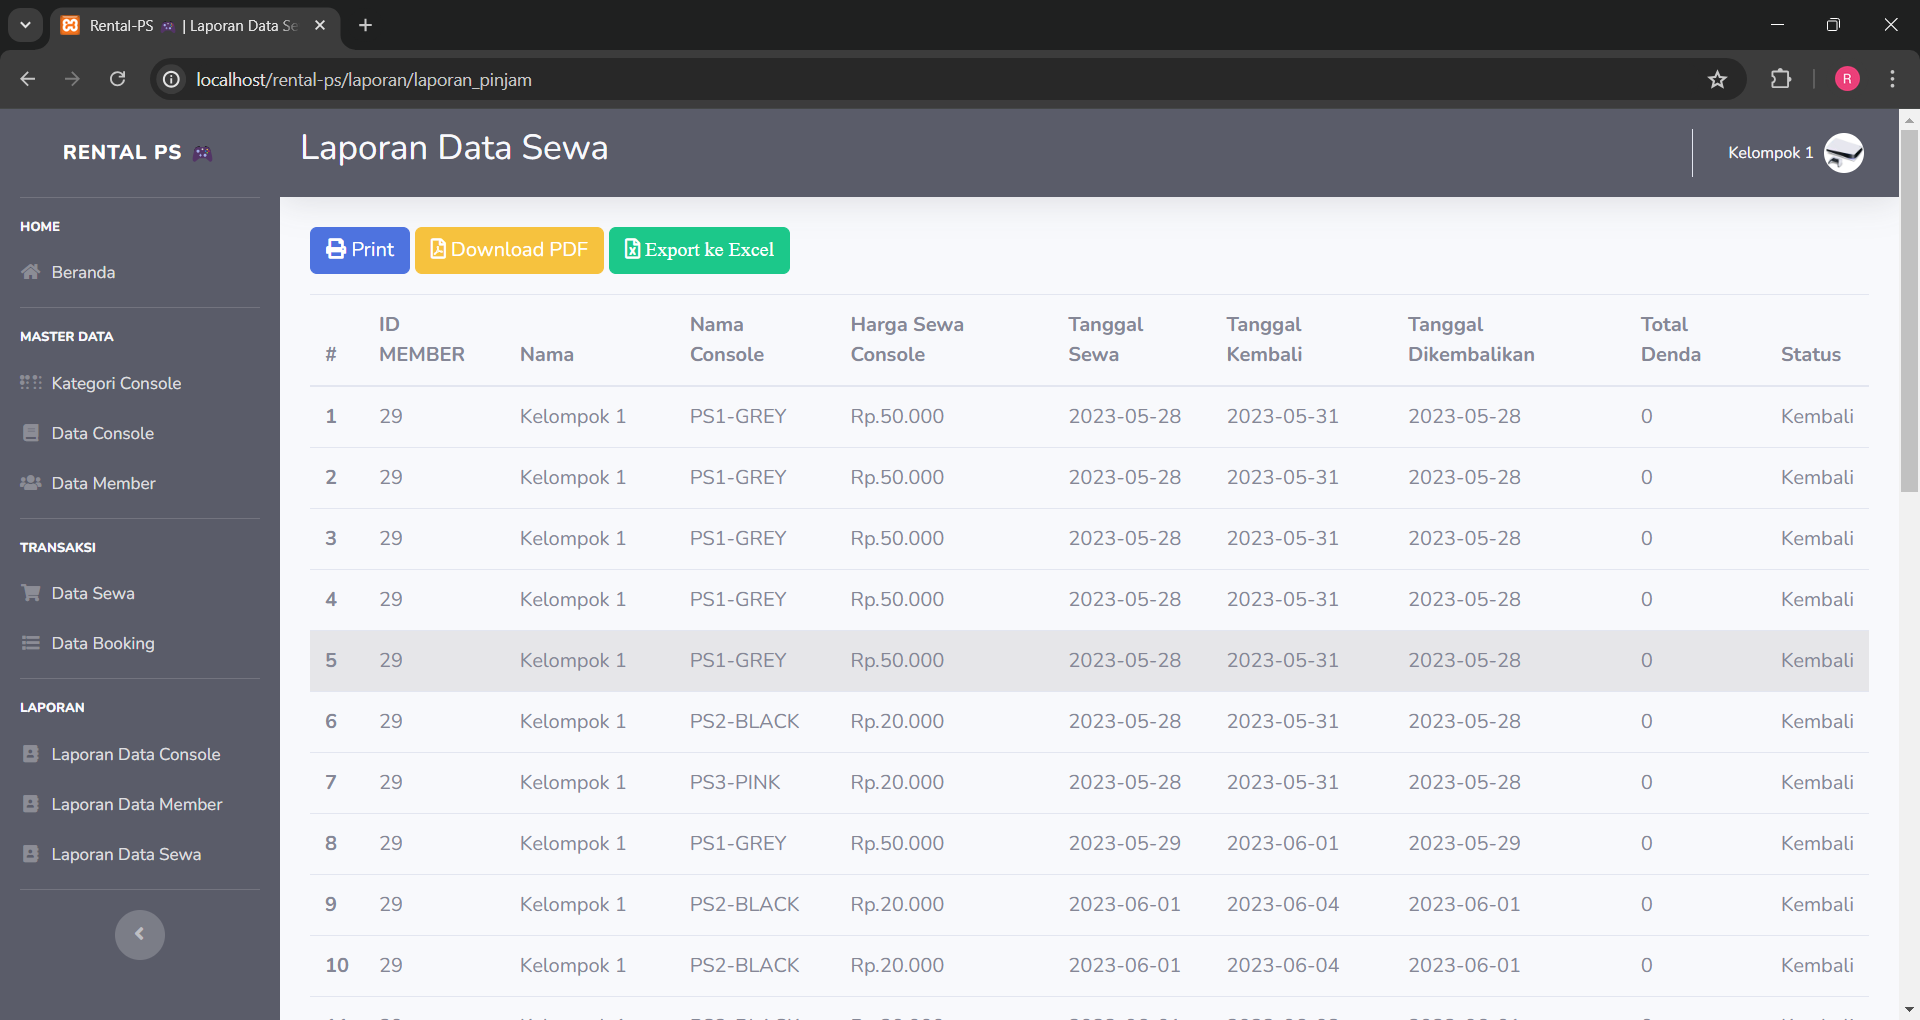 Rental-PS 🎮 | Laporan Data Se
localhost/rental-ps/laporan/laporan_pinjam
R
RENTAL PS 🎮
Laporan Data Sewa
Kelompok 1
HOME
Beranda
MASTER DATA
Kategori Console
Data Console
Data Member
TRANSAKSI
Data Sewa
Data Booking
LAPORAN
Laporan Data Console
Laporan Data Member
Laporan Data Sewa
Print
Download PDF
Export ke Excel
# ID MEMBER Nama Nama Console Harga Sewa Console Tanggal Sewa Tanggal Kembali Tanggal Dikembalikan Total Denda Status
1 29 Kelompok 1 PS1-GREY Rp.50.000 2023-05-28 2023-05-31 2023-05-28 0 Kembali
2 29 Kelompok 1 PS1-GREY Rp.50.000 2023-05-28 2023-05-31 2023-05-28 0 Kembali
3 29 Kelompok 1 PS1-GREY Rp.50.000 2023-05-28 2023-05-31 2023-05-28 0 Kembali
4 29 Kelompok 1 PS1-GREY Rp.50.000 2023-05-28 2023-05-31 2023-05-28 0 Kembali
5 29 Kelompok 1 PS1-GREY Rp.50.000 2023-05-28 2023-05-31 2023-05-28 0 Kembali
6 29 Kelompok 1 PS2-BLACK Rp.20.000 2023-05-28 2023-05-31 2023-05-28 0 Kembali
7 29 Kelompok 1 PS3-PINK Rp.20.000 2023-05-28 2023-05-31 2023-05-28 0 Kembali
8 29 Kelompok 1 PS1-GREY Rp.50.000 2023-05-29 2023-06-01 2023-05-29 0 Kembali
9 29 Kelompok 1 PS2-BLACK Rp.20.000 2023-06-01 2023-06-04 2023-06-01 0 Kembali
10 29 Kelompok 1 PS2-BLACK Rp.20.000 2023-06-01 2023-06-04 2023-06-01 0 Kembali